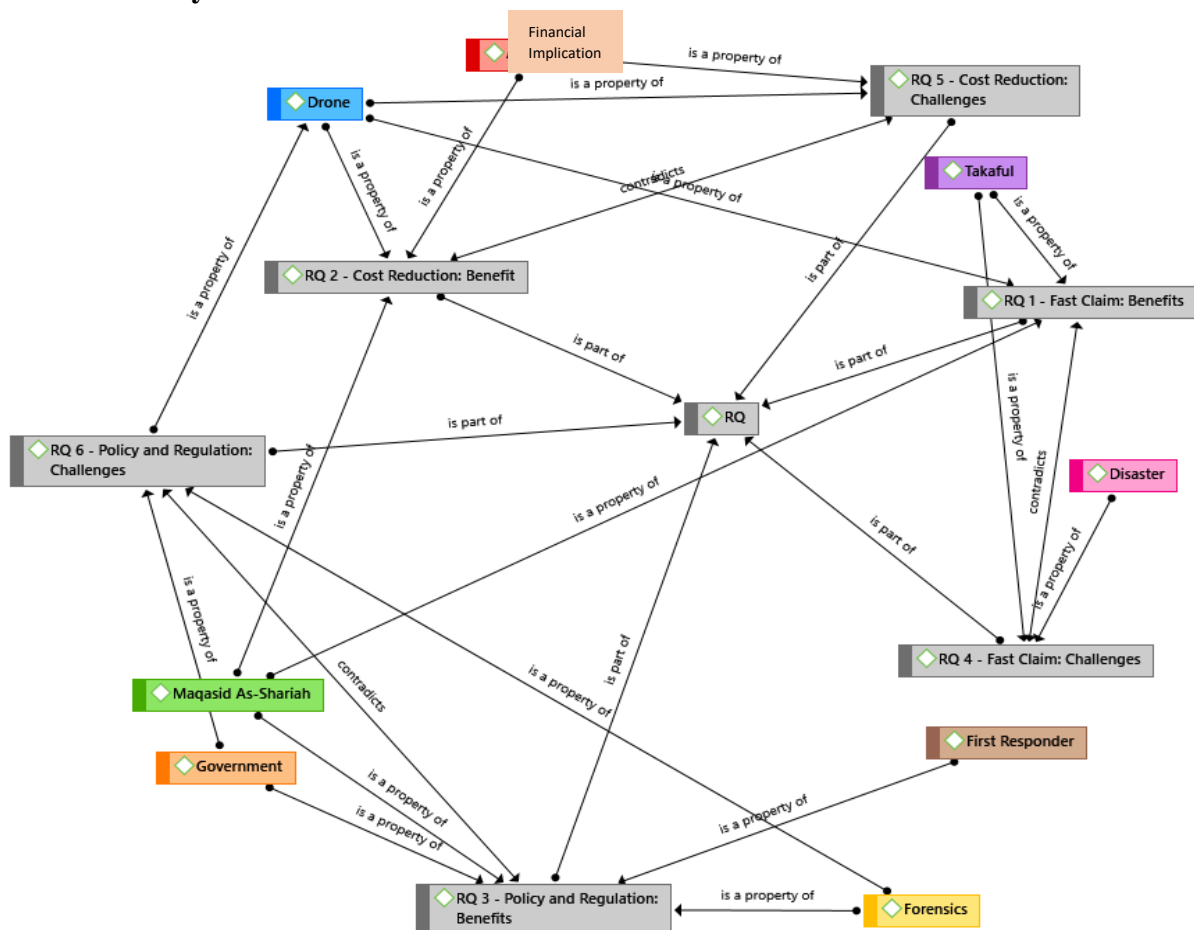 Financial
Implication
is a property of
is a property of
RQ 5 - Cost Reduction:
Challenges
Drone
Takaful
is a property of
is a property of
contradicts
is a property of
is a property of
is part of
is a property of
RQ 2 - Cost Reduction: Benefit
RQ 1 - Fast Claim: Benefits
is part of
is part of
RQ
is part of
RQ 6 - Policy and Regulation:
Challenges
is a property of
is a property of
is a property of
contradicts
Disaster
is part of
is a property of
is a property of
RQ 4 - Fast Claim: Challenges
is part of
contradicts
is a property of
Maqasid As-Shariah
Government
First Responder
is a property of
is a property of
is a property of
RQ 3 - Policy and Regulation:
Benefits
is a property of
Forensics